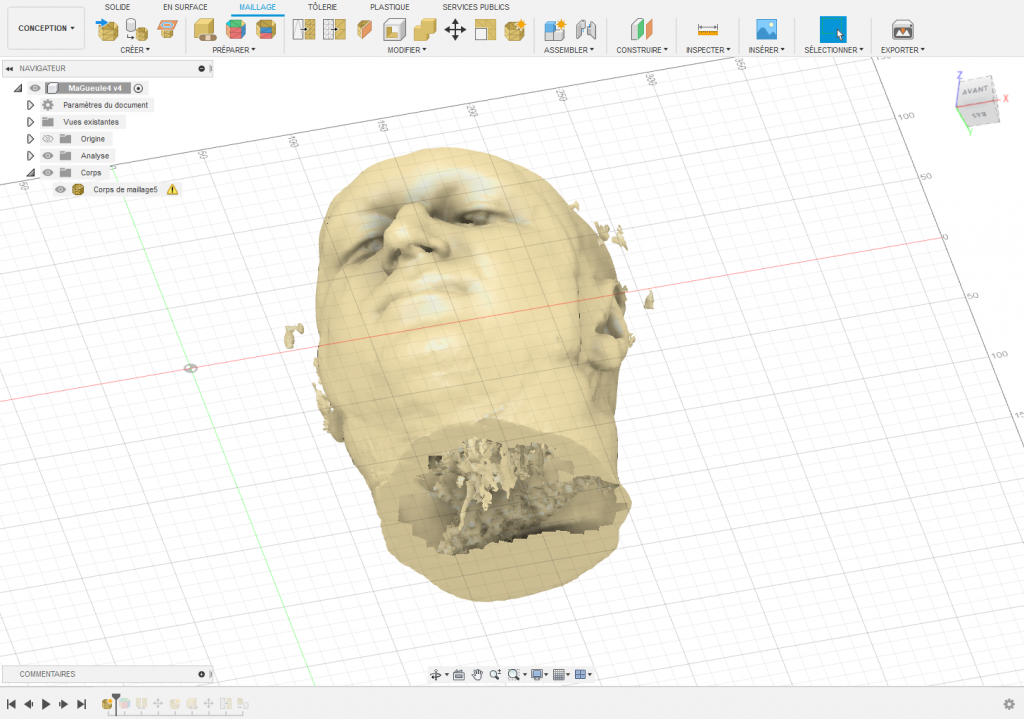 SOLIDE EN SURFACE MAILLAGE TÔLERIE PLASTIQUE SERVICES PUBLICS
CONCEPTION
CRÉER PRÉPARER MODIFIER ASSEMBLER CONSTRUIRE INSPECTER INSÉRER SÉLECTIONNER EXPORTER
NAVIGATEUR
MaGueule4 v4
Paramètres du document
Vues existantes
Origine
Analyse
Corps
Corps de maillage5
50
0
50
100
150
200
250
300
350
100
50
0
50
100
Z
AVANT
BAS
X
Y
COMMENTAIRES